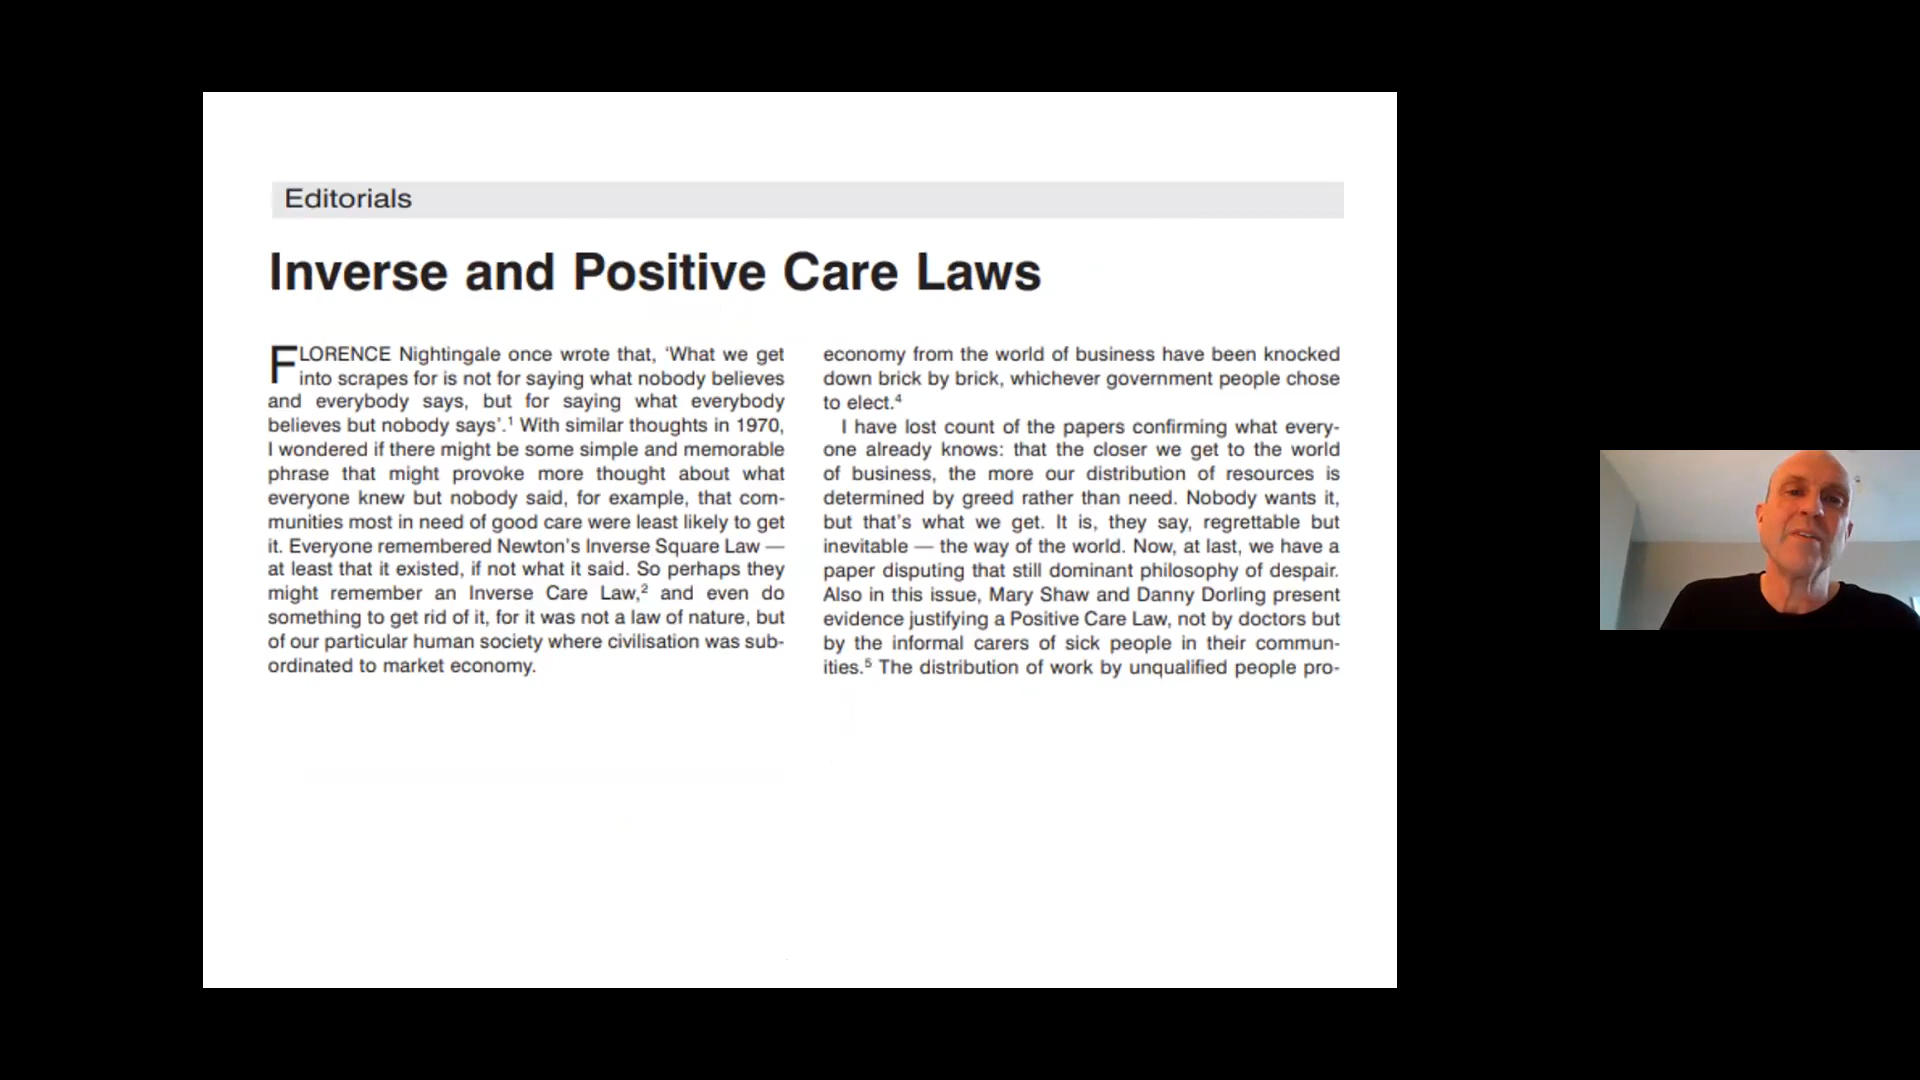 Editorials
Inverse and Positive Care Laws
FLORENCE Nightingale once wrote that, ‘What we get
into scrapes for is not for saying what nobody believes
and everybody says, but for saying what everybody
believes but nobody says’.¹ With similar thoughts in 1970,
I wondered if there might be some simple and memorable
phrase that might provoke more thought about what
everyone knew but nobody said, for example, that com-
munities most in need of good care were least likely to get
it. Everyone remembered Newton’s Inverse Square Law —
at least that it existed, if not what it said. So perhaps they
might remember an Inverse Care Law,² and even do
something to get rid of it, for it was not a law of nature, but
of our particular human society where civilisation was sub-
ordinated to market economy.
economy from the world of business have been knocked
down brick by brick, whichever government people chose
to elect.⁴
I have lost count of the papers confirming what every-
one already knows: that the closer we get to the world
of business, the more our distribution of resources is
determined by greed rather than need. Nobody wants it,
but that’s what we get. It is, they say, regrettable but
inevitable — the way of the world. Now, at last, we have a
paper disputing that still dominant philosophy of despair.
Also in this issue, Mary Shaw and Danny Dorling present
evidence justifying a Positive Care Law, not by doctors but
by the informal carers of sick people in their commun-
ities.⁵ The distribution of work by unqualified people pro-